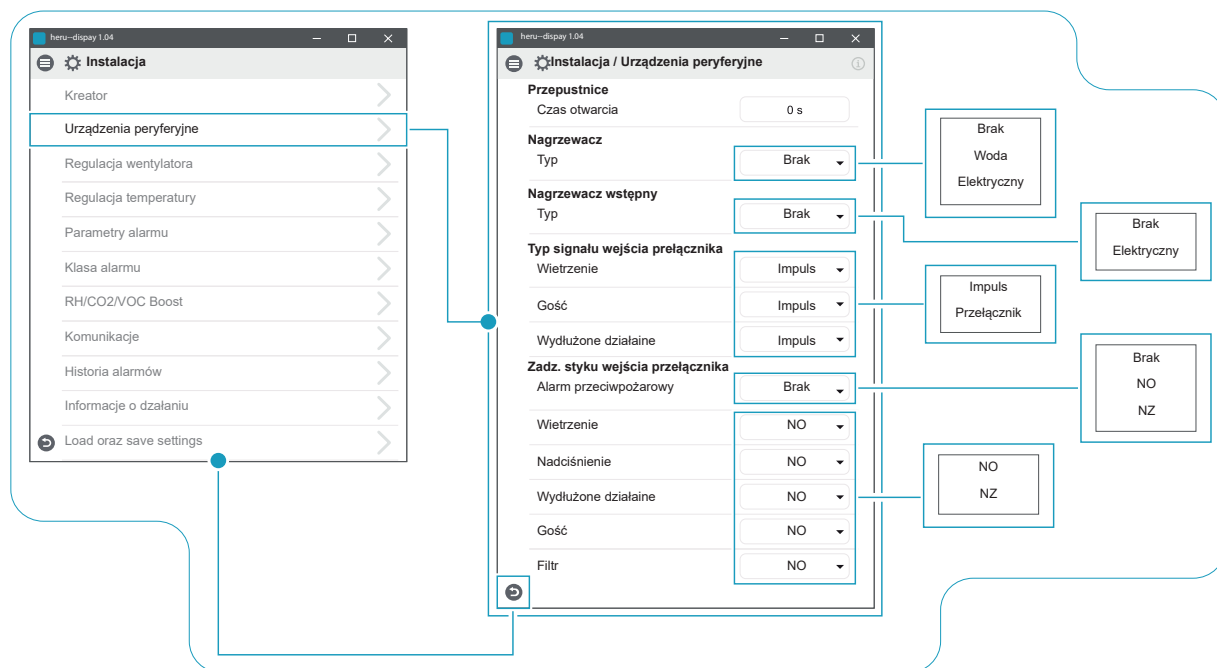 heru–dispay 1.04
Instalacja
Kreator
Urządzenia peryferyjne
Regulacja wentylatora
Regulacja temperatury
Parametry alarmu
Klasa alarmu
RH/CO2/VOC Boost
Komunikacje
Historia alarmów
Informacje o dzałaniu
Load oraz save settings
heru–dispay 1.04
Instalacja / Urządzenia peryferyjne
Przepustnice
Czas otwarcia 0 s
Nagrzewacz
Typ Brak
Nagrzewacz wstępny
Typ Brak
Typ signału wejścia prełącznika
Wietrzenie Impuls
Gość Impuls
Wydłużone działaine Impuls
Zadz. styku wejścia przełącznika
Alarm przeciwpożarowy Brak
Wietrzenie NO
Nadciśnienie NO
Wydłużone działaine NO
Gość NO
Filtr NO
Brak
Woda
Elektryczny
Brak
Elektryczny
Impuls
Przełącznik
Brak
NO
NZ
NO
NZ